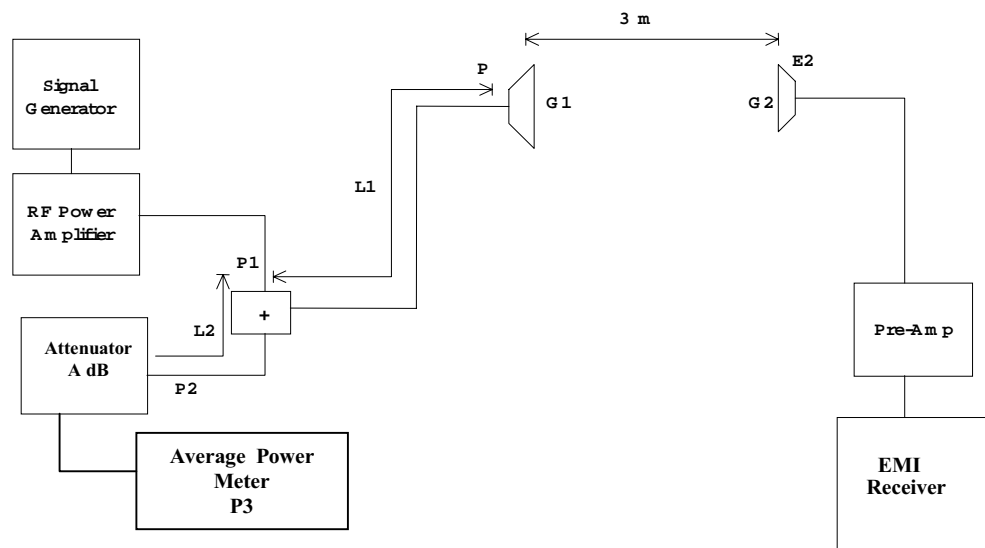 3 m
Signal
Generator
P
E2
G1
G2
L1
RF Power
Amplifier
P1
+
L2
Attenuator
A dB
P2
Pre-Amp
Average Power
Meter
P3
EMI
Receiver